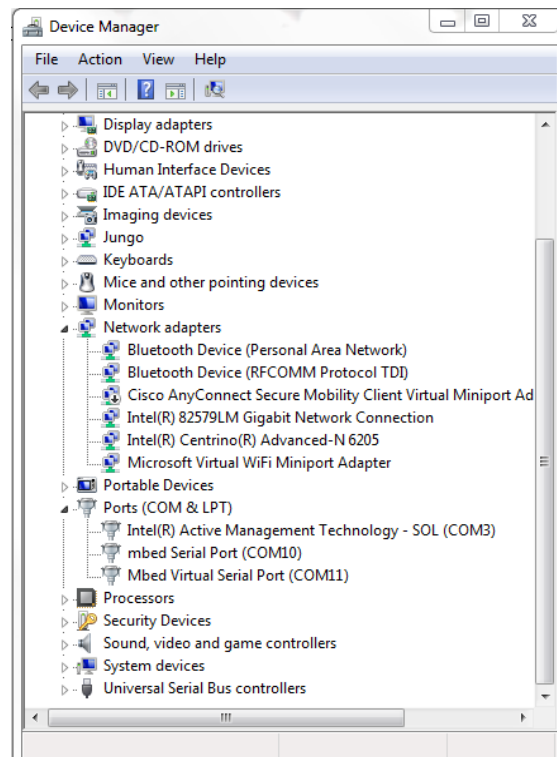 Device Manager
File Action View Help
Display adapters
DVD/CD-ROM drives
Human Interface Devices
IDE ATA/ATAPI controllers
Imaging devices
Jungo
Keyboards
Mice and other pointing devices
Monitors
Network adapters
Bluetooth Device (Personal Area Network)
Bluetooth Device (RFCOMM Protocol TDI)
Cisco AnyConnect Secure Mobility Client Virtual Miniport Ad
Intel(R) 82579LM Gigabit Network Connection
Intel(R) Centrino(R) Advanced-N 6205
Microsoft Virtual WiFi Miniport Adapter
Portable Devices
Ports (COM & LPT)
Intel(R) Active Management Technology - SOL (COM3)
mbed Serial Port (COM10)
Mbed Virtual Serial Port (COM11)
Processors
Security Devices
Sound, video and game controllers
System devices
Universal Serial Bus controllers